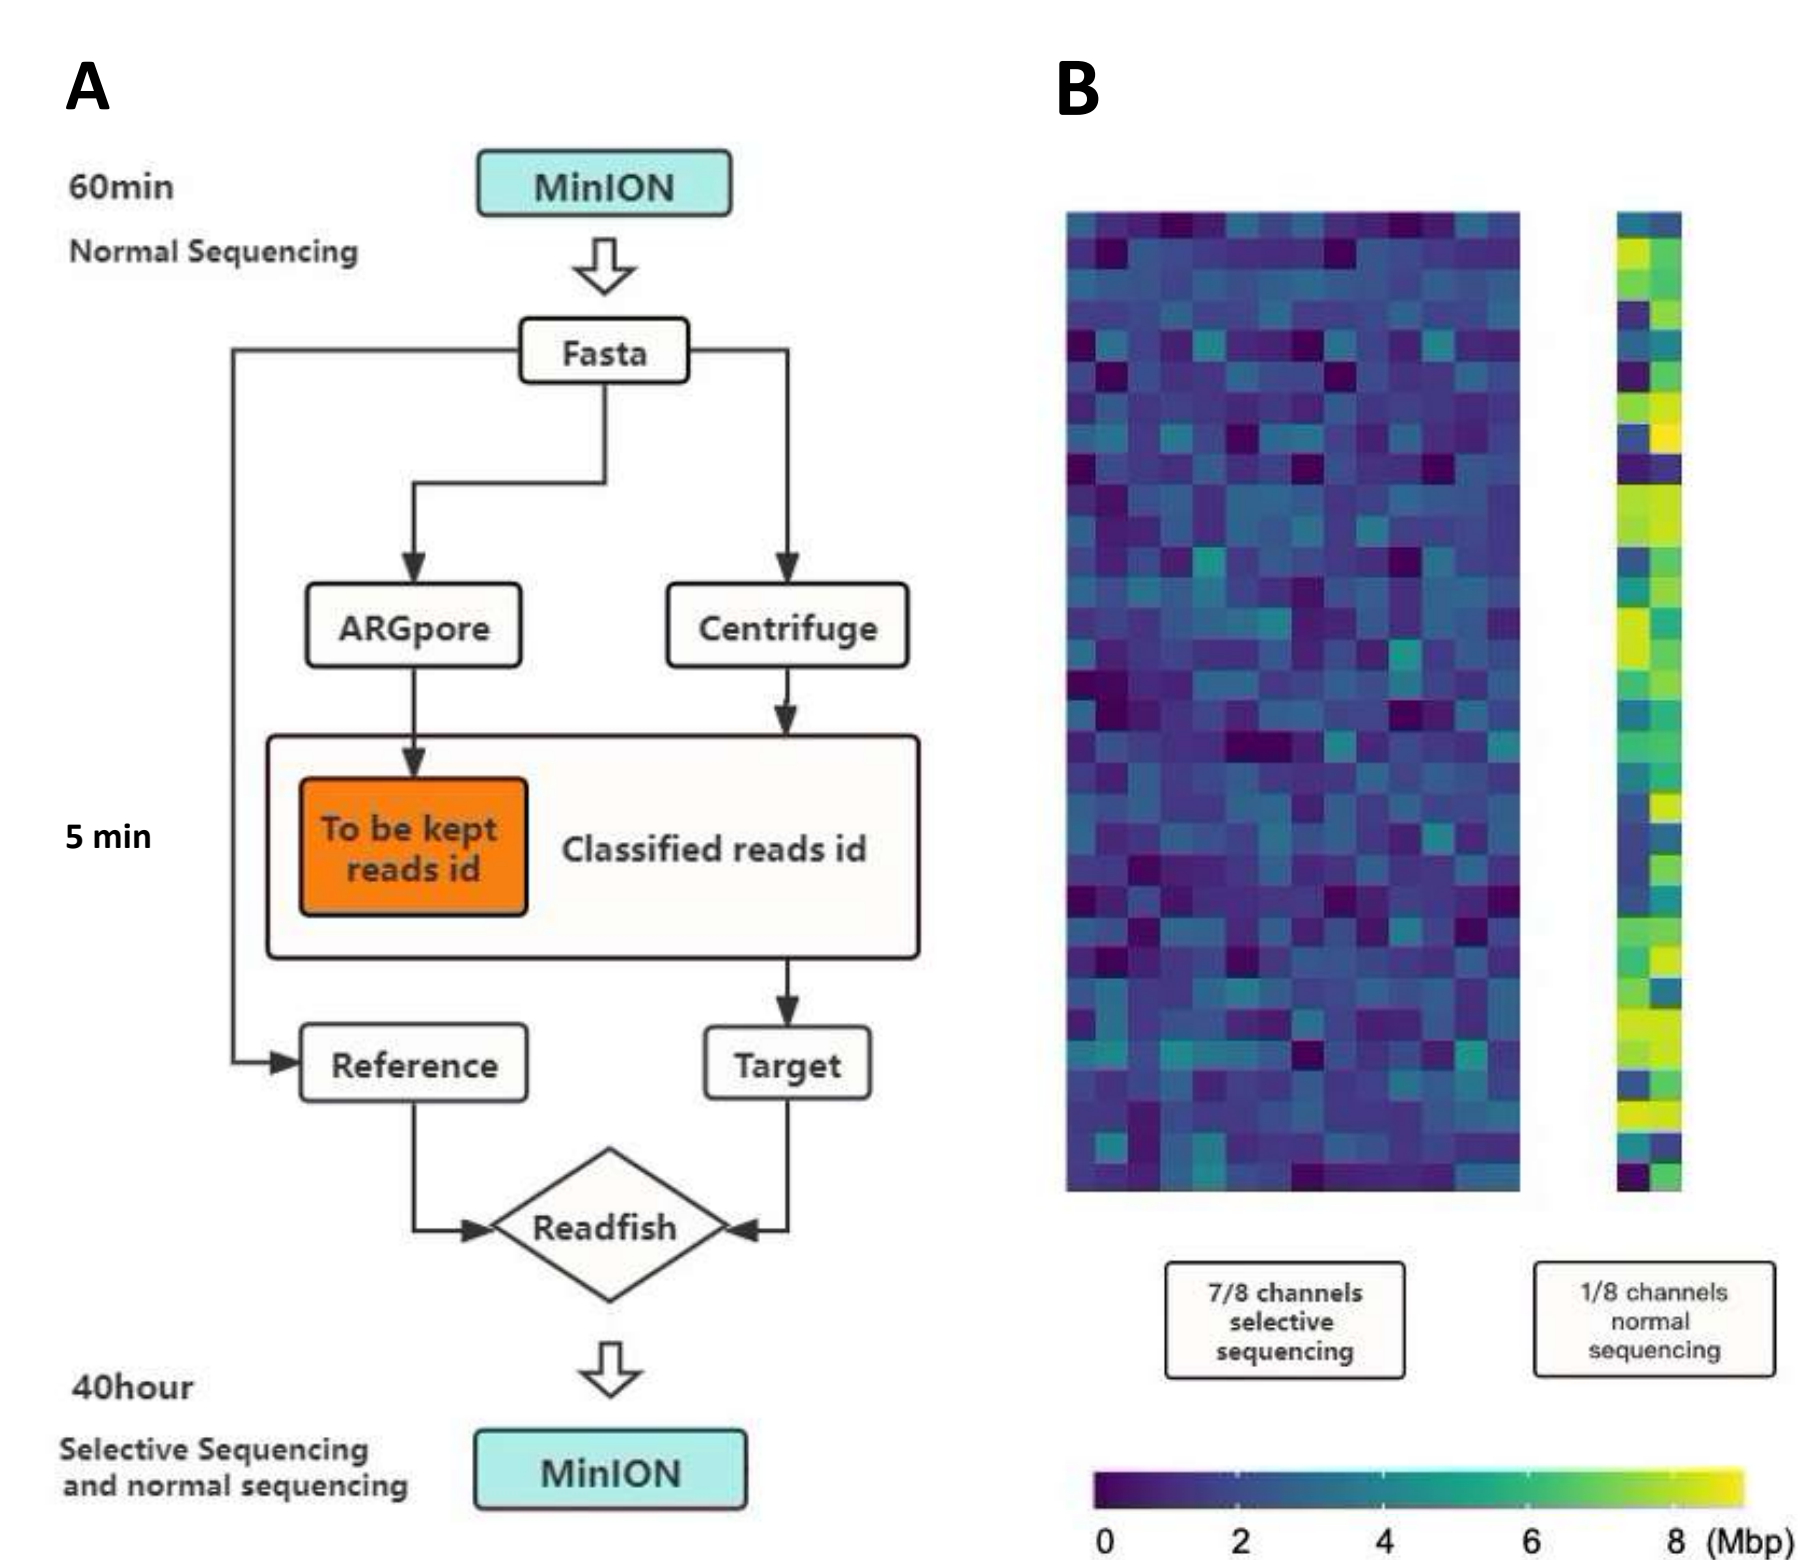 A
60min
MinION
Normal Sequencing
Fasta
ARGpore
Centrifuge
5 min
To be kept
reads id
Classified reads id
Reference
Target
Readfish
40hour
Selective Sequencing
and normal sequencing
MinION
B
7/8 channels
selective
sequencing
1/8 channels
normal
sequencing
0 2 4 6 8 (Mbp)